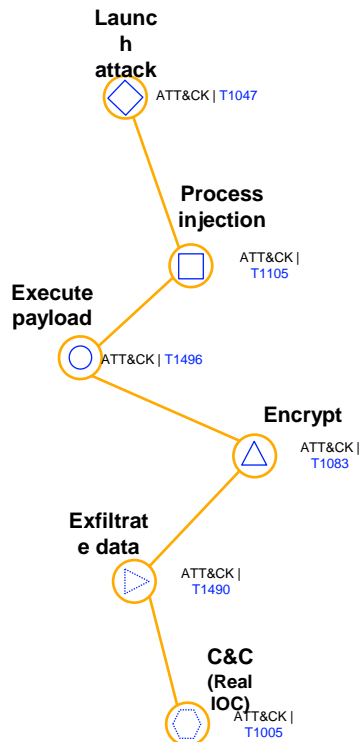 Launc
h
attack
ATT&CK | T1047
Process
injection
ATT&CK |
T1105
Execute
payload
ATT&CK | T1496
Encrypt
ATT&CK |
T1083
Exfiltrat
e data
ATT&CK |
T1490
C&C
(Real
IOC)
ATT&CK |
T1005